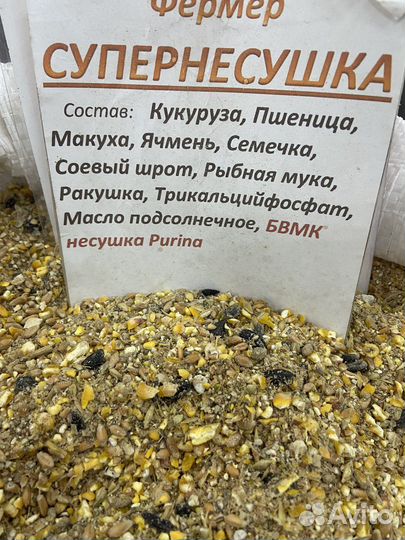 Фермер
СУПЕРНЕСУШКА
Состав: Кукуруза, Пшеница,
Макуха, Ячмень, Семечка,
Соевый шрот, Рыбная мука,
Ракушка, Трикальцийфосфат,
Масло подсолнечное, БВМК
несушка Purina
Avito